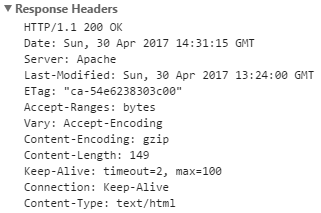 Response Headers
HTTP/1.1 200 OK
Date: Sun, 30 Apr 2017 14:31:15 GMT
Server: Apache
Last-Modified: Sun, 30 Apr 2017 13:24:00 GMT
ETag: "ca-54e6238303c00"
Accept-Ranges: bytes
Vary: Accept-Encoding
Content-Encoding: gzip
Content-Length: 149
Keep-Alive: timeout=2, max=100
Connection: Keep-Alive
Content-Type: text/html